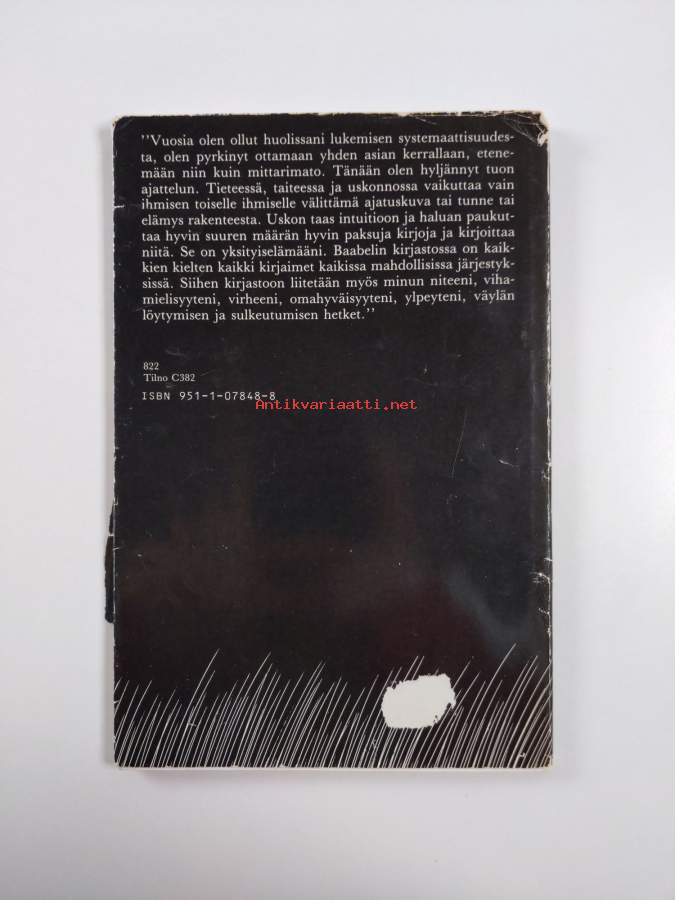 "Vuosia olen ollut huolissani lukemisen systemaattisuudes-
ta, olen pyrkinyt ottamaan yhden asian kerrallaan, etene-
mään niin kuin mittarimato. Tänään olen hyljännyt tuon
ajattelun. Tieteessä, taiteessa ja uskonnossa vaikuttaa vain
ihmisen toiselle ihmiselle välittämä ajatuskuva tai tunne tai
elämys rakenteesta. Uskon taas intuitioon ja haluan paukut-
taa hyvin suuren määrän hyvin paksuja kirjoja ja kirjoittaa
niitä. Se on yksityiselämääni. Baabelin kirjastossa on kaik-
kien kielten kaikki kirjaimet kaikissa mahdollisissa järjestyk-
sissä. Siihen kirjastoon liitetään myös minun niteeni, viha-
mielisyyteni, virheeni, omahyväisyyteni, ylpeyteni, väylän
löytymisen ja sulkeutumisen hetket."
822
Tilno C382
ISBN 951-1-07848-8
Antikvariaatti.net